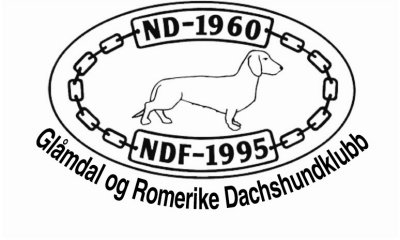 ND-1960
NDF-1995
Glåmdal og Romerike Dachshundklubb